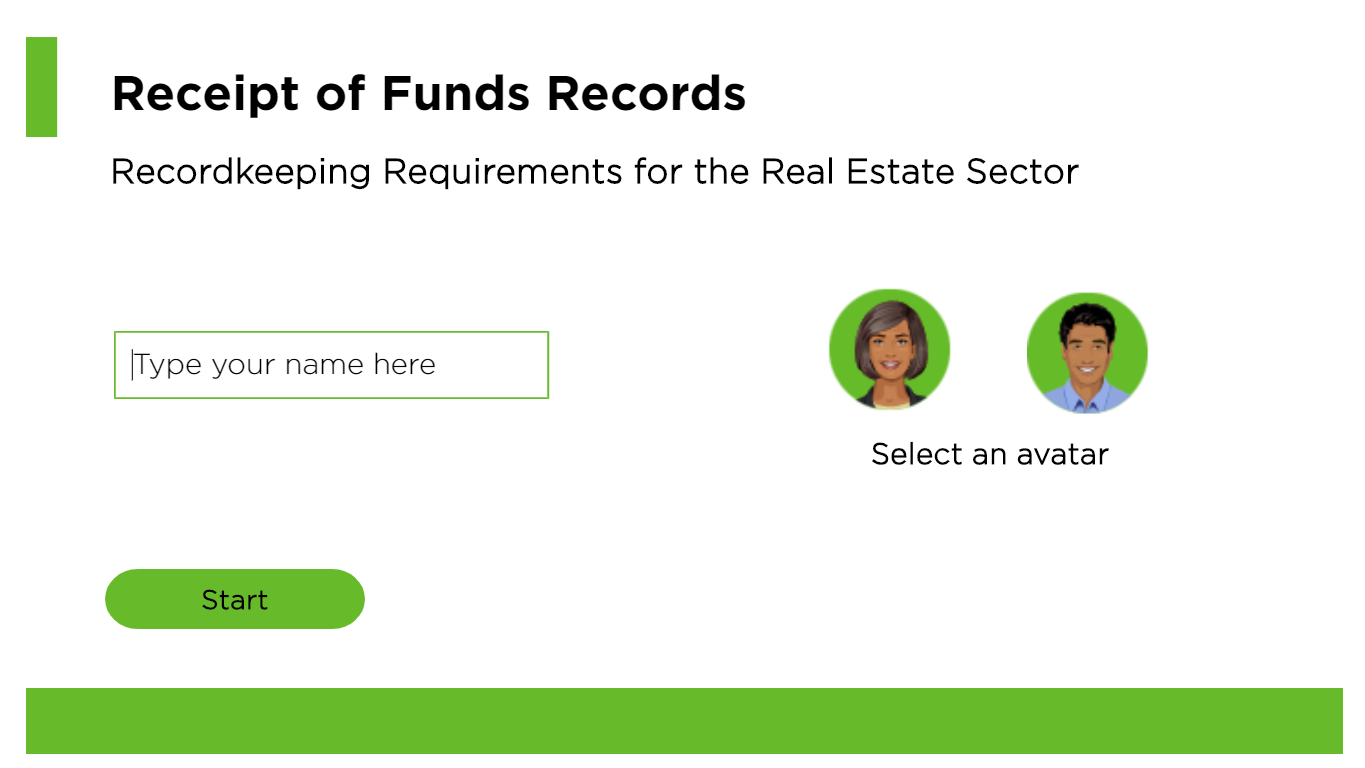 Receipt of Funds Records
Recordkeeping Requirements for the Real Estate Sector
Type your name here
Select an avatar
Start